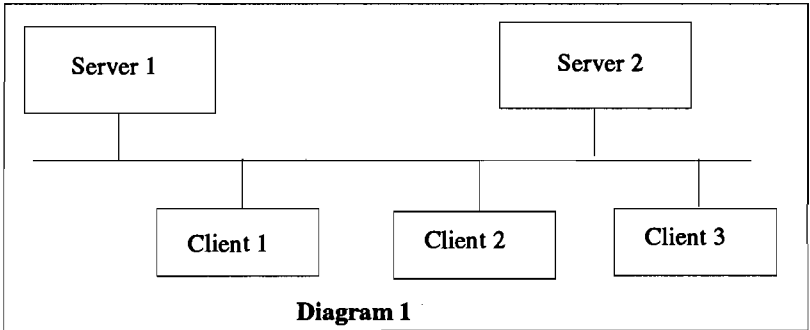 Server 1
Server 2
Client 1
Client 2
Client 3
Diagram 1